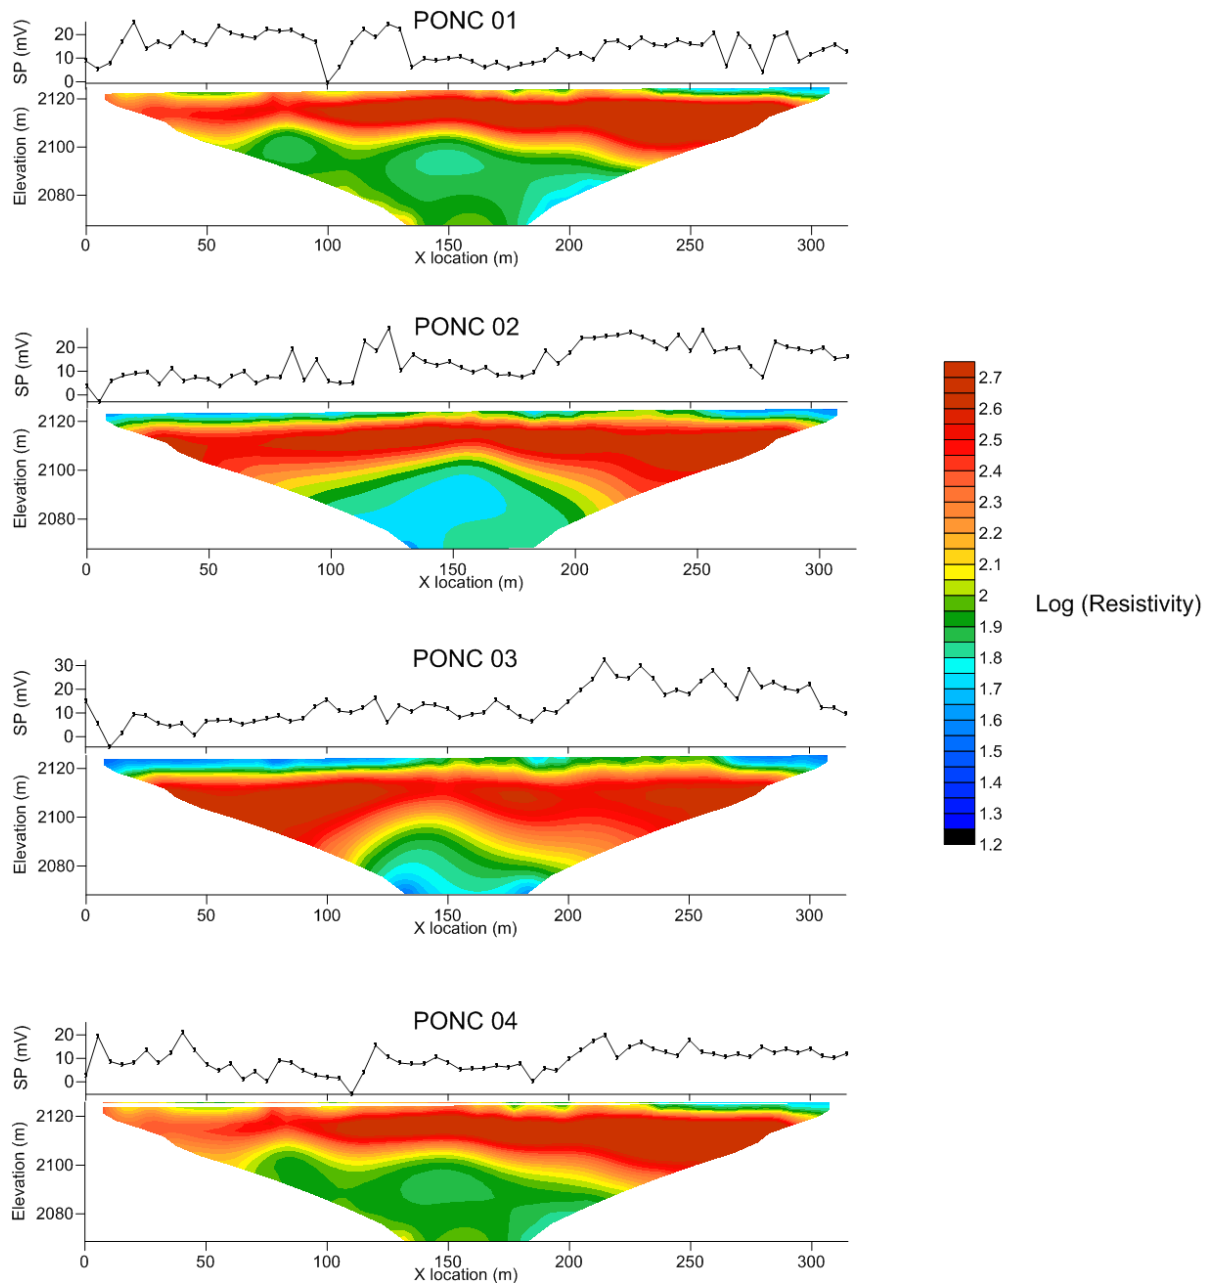 PONC 01
SP (mV)
20
10
0
Elevation (m)
2120
2100
2080
0 50 100 150 200 250 300
X location (m)
PONC 02
SP (mV)
20
10
0
Elevation (m)
2120
2100
2080
0 50 100 150 200 250 300
X location (m)
2.7
2.6
2.5
2.4
2.3
2.2
2.1
2
1.9
1.8
1.7
1.6
1.5
1.4
1.3
1.2
Log (Resistivity)
PONC 03
SP (mV)
30
20
10
0
Elevation (m)
2120
2100
2080
0 50 100 150 200 250 300
X location (m)
PONC 04
SP (mV)
20
10
0
Elevation (m)
2120
2100
2080
0 50 100 150 200 250 300
X location (m)